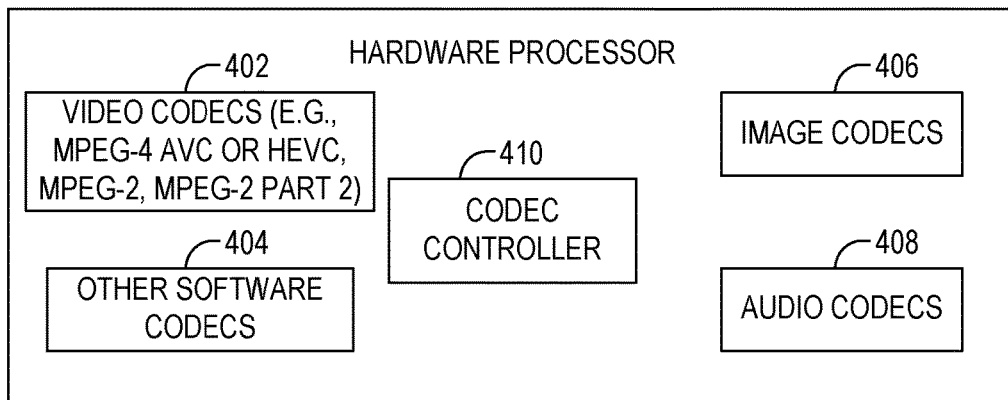 HARDWARE PROCESSOR
402
VIDEO CODECS (E.G.,
MPEG-4 AVC OR HEVC,
MPEG-2, MPEG-2 PART 2)
404
OTHER SOFTWARE
CODECS
410
CODEC
CONTROLLER
406
IMAGE CODECS
408
AUDIO CODECS